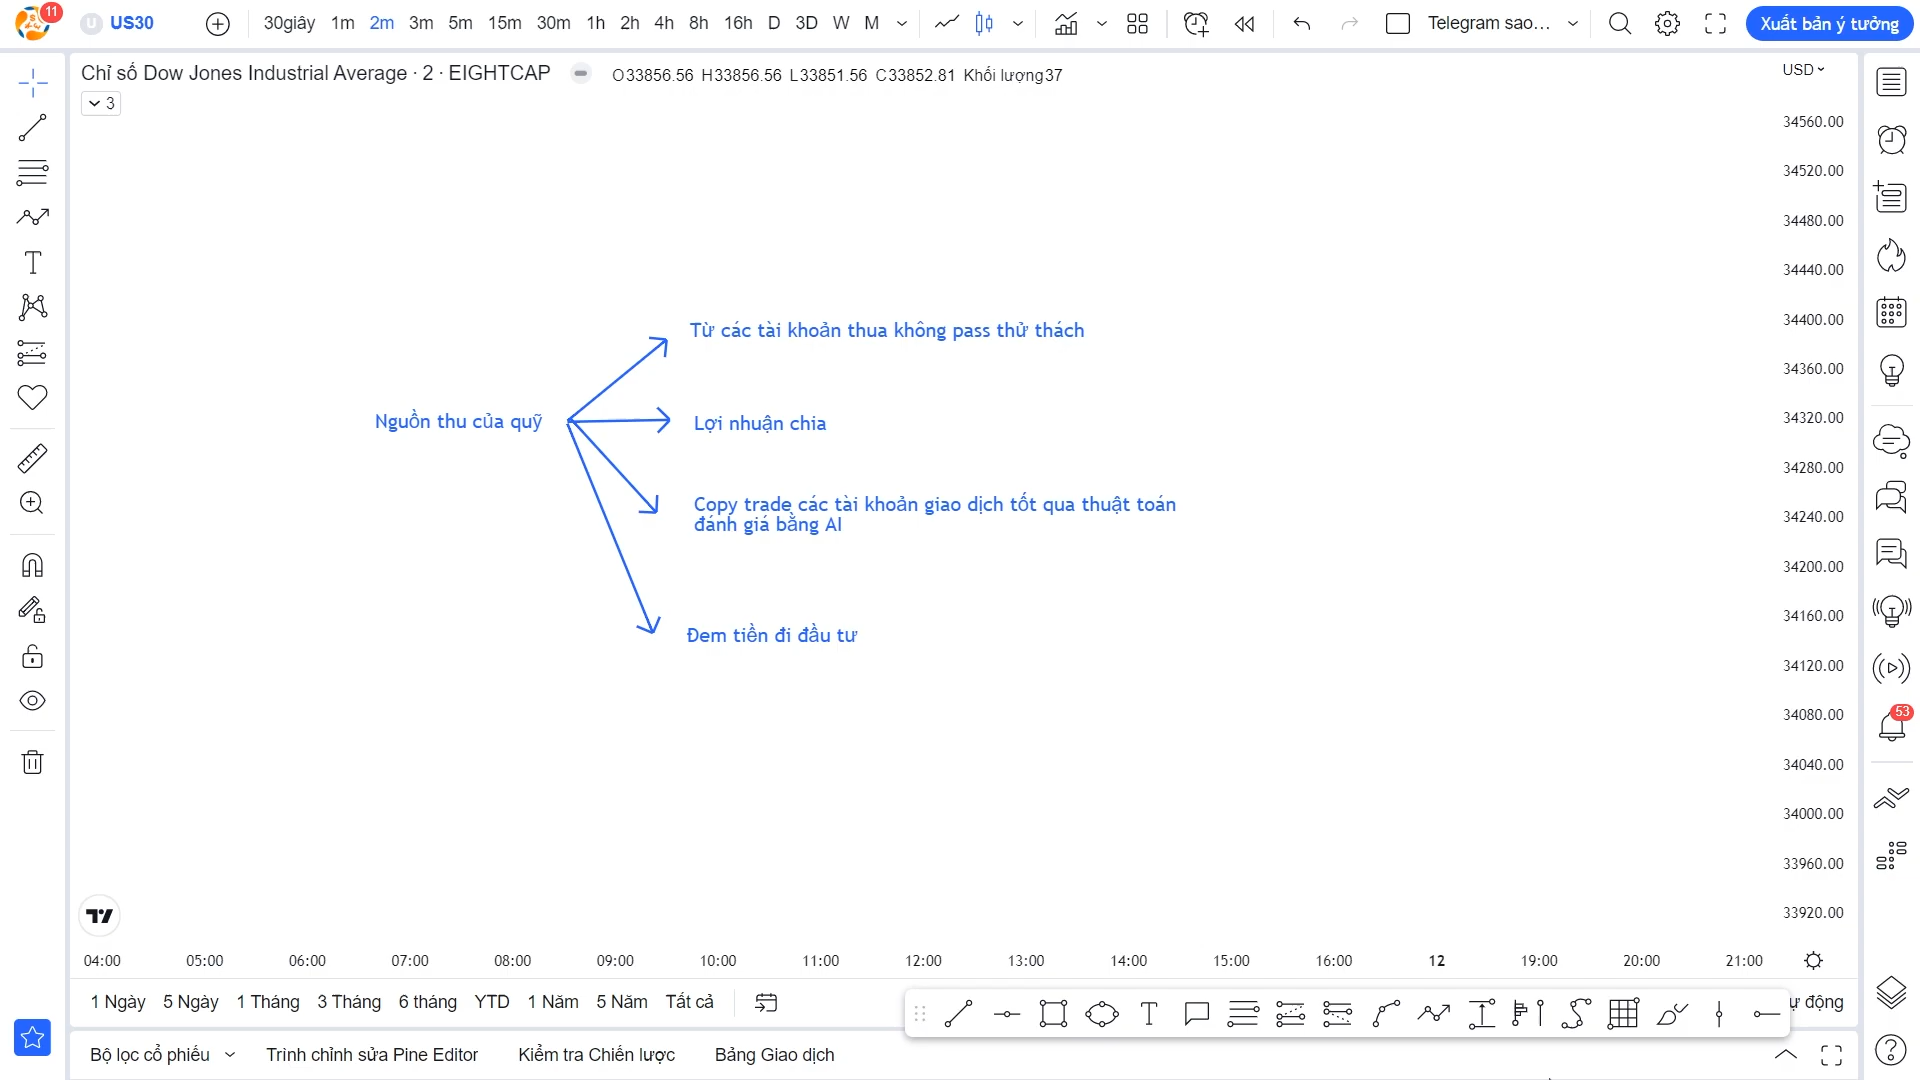 11
U US30
30giây 1m 2m 3m 5m 15m 30m 1h 2h 4h 8h 16h D 3D W M
Telegram sao...
Xuất bản ý tưởng
Chỉ số Dow Jones Industrial Average · 2 · EIGHTCAP
O33856.56 H33856.56 L33851.56 C33852.81 Khối lượng37
USD
3
34560.00
34520.00
34480.00
34440.00
34400.00
34360.00
34320.00
34280.00
34240.00
34200.00
34160.00
34120.00
34080.00
34040.00
34000.00
33960.00
33920.00
Từ các tài khoản thua không pass thử thách
Nguồn thu của quỹ
Lợi nhuận chia
Copy trade các tài khoản giao dịch tốt qua thuật toán
đánh giá bằng AI
Đem tiền đi đầu tư
53
04:00 05:00 06:00 07:00 08:00 09:00 10:00 11:00 12:00 13:00 14:00 15:00 16:00 12 19:00 20:00 21:00
1 Ngày 5 Ngày 1 Tháng 3 Tháng 6 tháng YTD 1 Năm 5 Năm Tất cả
động
Bộ lọc cổ phiếu Trình chỉnh sửa Pine Editor Kiểm tra Chiến lược Bảng Giao dịch